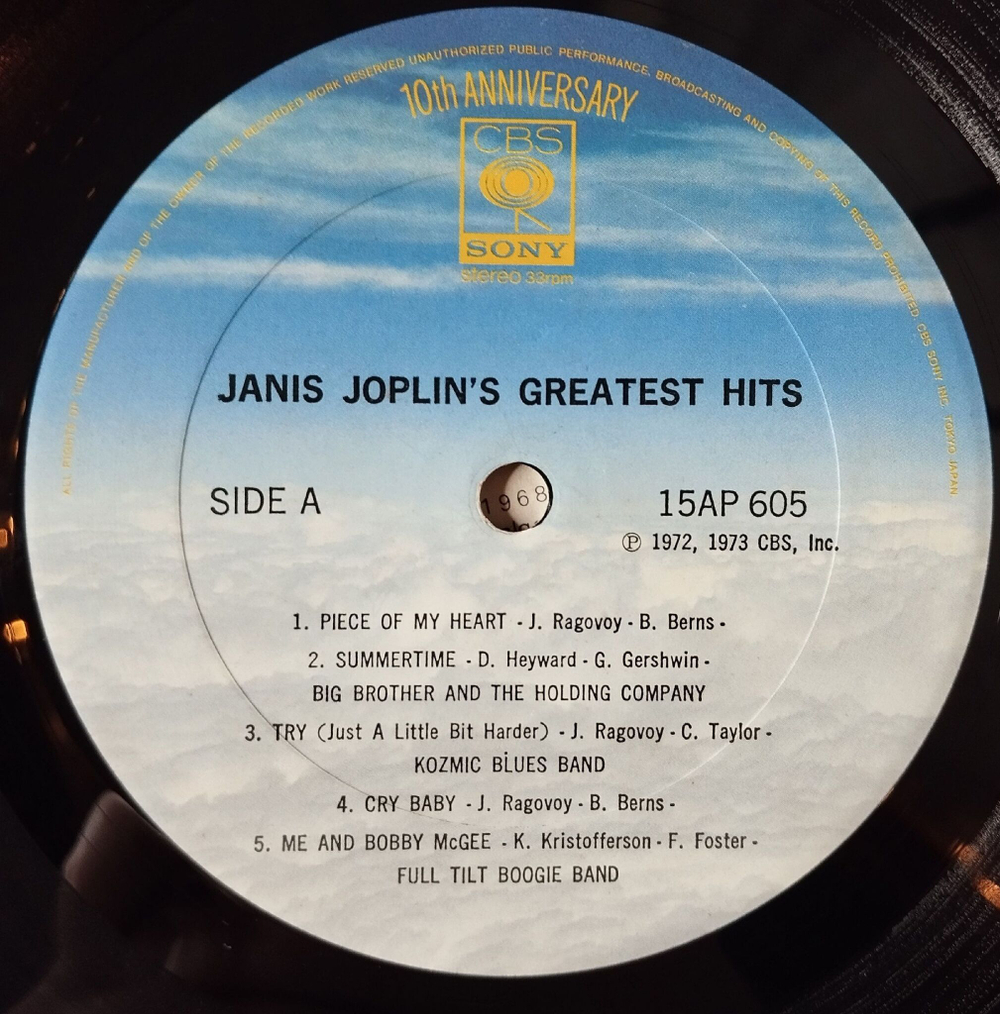 ALL RIGHTS OF THE MANUFACTURER AND OF THE OWNER OF THE RECORDED WORK RESERVED UNAUTHORIZED PUBLIC PERFORMANCE, BROADCASTING AND COPYING OF THIS RECORD PROHIBITED. CBS SONY INC. TOKYO JAPAN
10th ANNIVERSARY
CBS
SONY
stereo 33rpm
JANIS JOPLIN'S GREATEST HITS
SIDE A
1968
15AP 605
℗ 1972, 1973 CBS, Inc.
1. PIECE OF MY HEART - J. Ragovoy - B. Berns -
2. SUMMERTIME - D. Heyward - G. Gershwin -
BIG BROTHER AND THE HOLDING COMPANY
3. TRY (Just A Little Bit Harder) - J. Ragovoy - C. Taylor -
KOZMIC BLUES BAND
4. CRY BABY - J. Ragovoy - B. Berns -
5. ME AND BOBBY McGEE - K. Kristofferson - F. Foster -
FULL TILT BOOGIE BAND